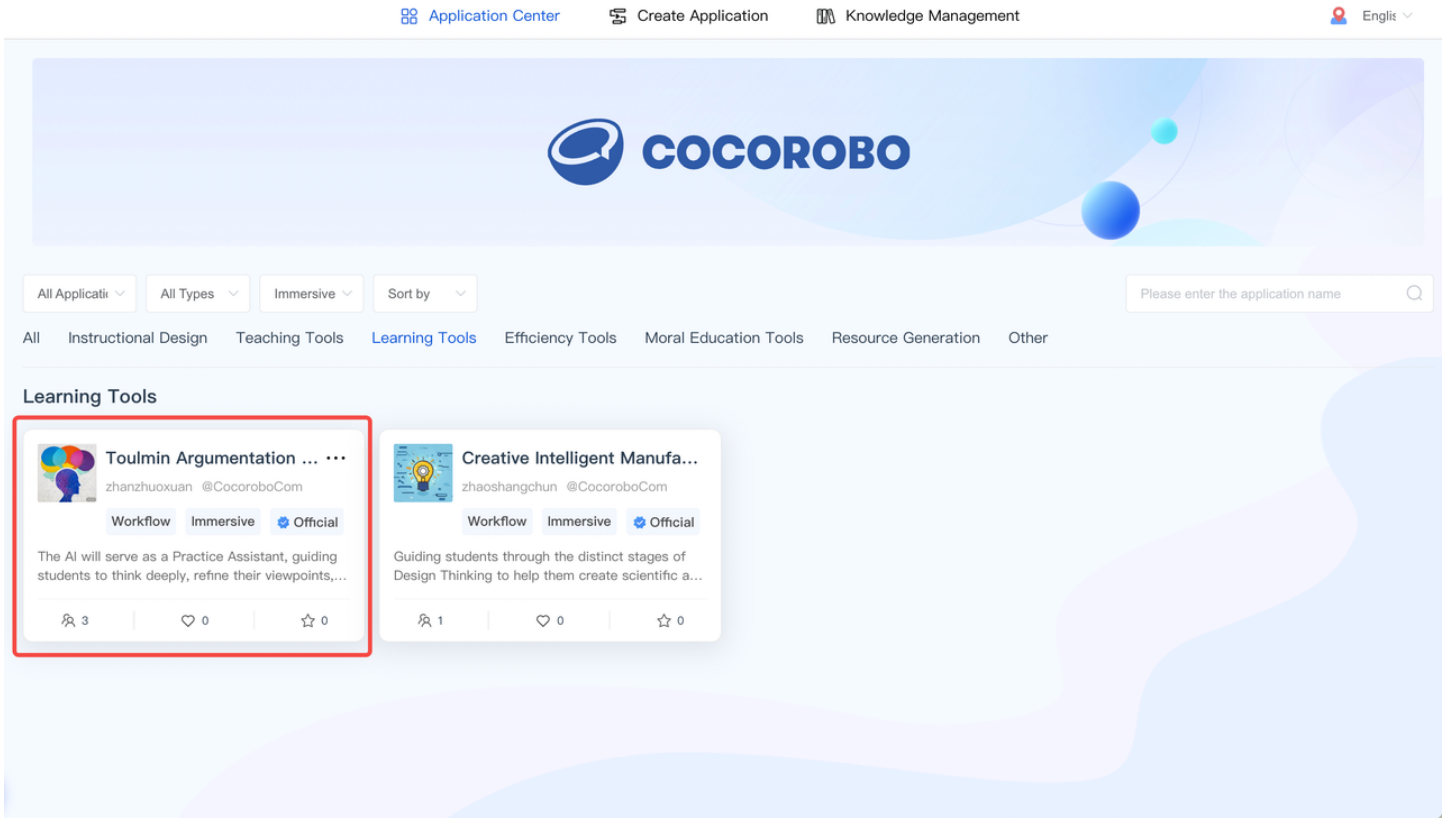 Application Center Create Application Knowledge Management Englis
COCOROBO
All Applicatic All Types Immersive Sort by Please enter the application name
All Instructional Design Teaching Tools Learning Tools Efficiency Tools Moral Education Tools Resource Generation Other
Learning Tools
Toulmin Argumentation ... ···
zhanzhuoxuan @CocoroboCom
Workflow Immersive Official
The AI will serve as a Practice Assistant, guiding
students to think deeply, refine their viewpoints,...
3 0 0
Creative Intelligent Manufa...
zhaoshangchun @CocoroboCom
Workflow Immersive Official
Guiding students through the distinct stages of
Design Thinking to help them create scientific a...
1 0 0